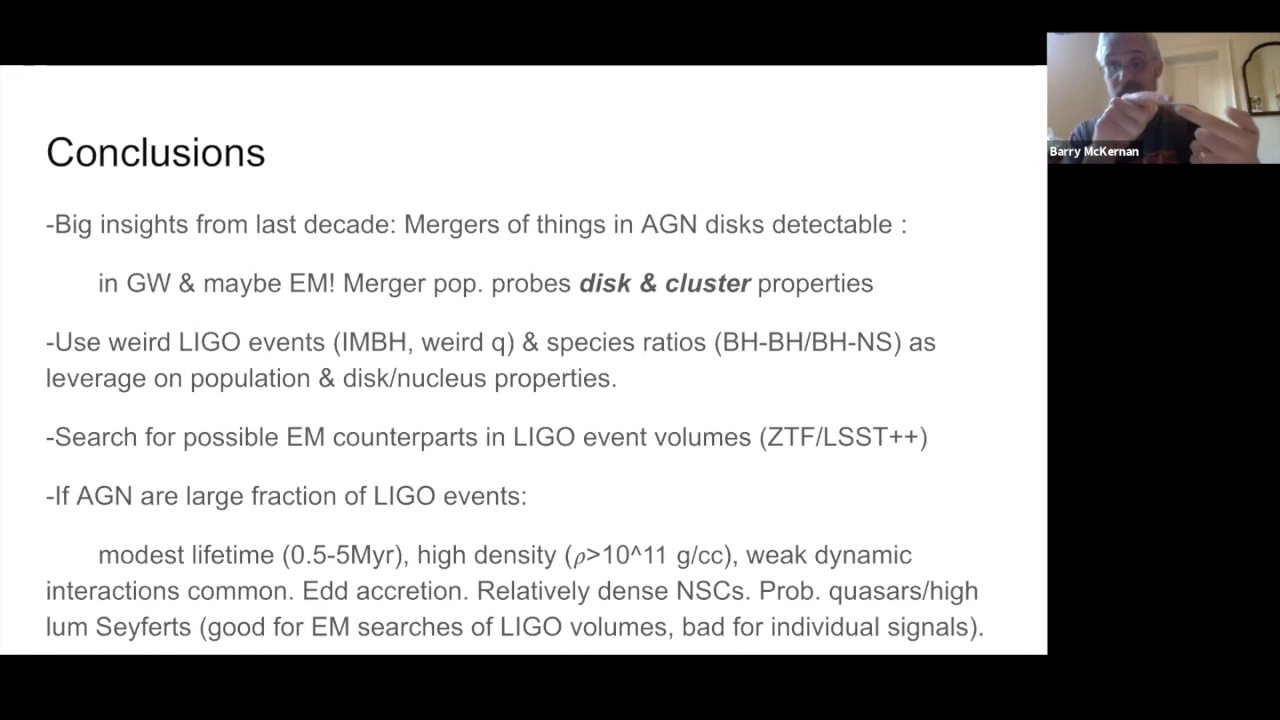 Conclusions
-Big insights from last decade: Mergers of things in AGN disks detectable :
in GW & maybe EM! Merger pop. probes disk & cluster properties
-Use weird LIGO events (IMBH, weird q) & species ratios (BH-BH/BH-NS) as
leverage on population & disk/nucleus properties.
-Search for possible EM counterparts in LIGO event volumes (ZTF/LSST++)
-If AGN are large fraction of LIGO events:
modest lifetime (0.5-5Myr), high density (ρ>10^11 g/cc), weak dynamic
interactions common. Edd accretion. Relatively dense NSCs. Prob. quasars/high
lum Seyferts (good for EM searches of LIGO volumes, bad for individual signals).
Barry McKernan